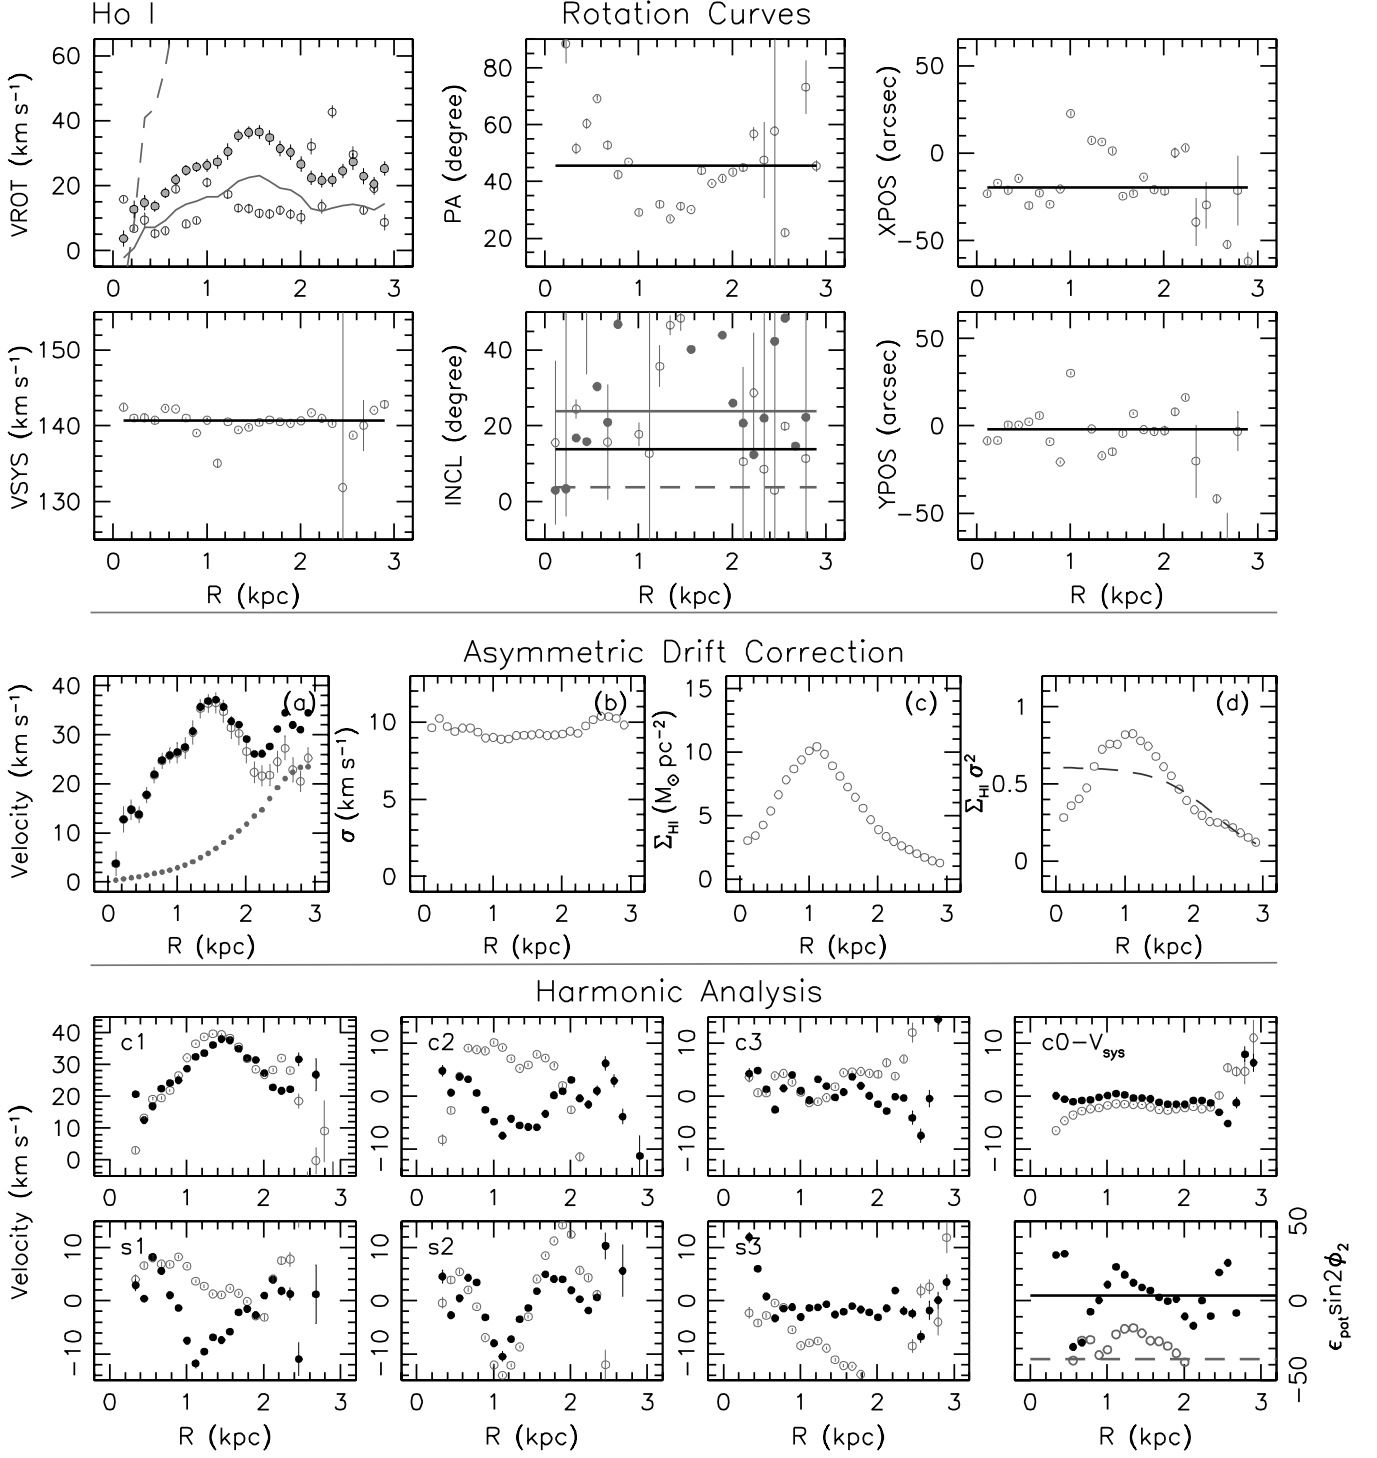 Ho I Rotation Curves
60
40
20
0
VROT (km s⁻¹)
0 1 2 3
80
60
40
20
PA (degree)
0 1 2 3
50
0
−50
XPOS (arcsec)
0 1 2 3
150
140
130
VSYS (km s⁻¹)
0 1 2 3
R (kpc)
40
20
0
INCL (degree)
0 1 2 3
R (kpc)
50
0
−50
YPOS (arcsec)
0 1 2 3
R (kpc)
Asymmetric Drift Correction
40
30
20
10
0
Velocity (km s⁻¹)
(a)
0 1 2 3
R (kpc)
10
5
0
σ (km s⁻¹)
(b)
0 1 2 3
R (kpc)
15
10
5
0
Σ_HI (M⊙ pc⁻²)
(c)
0 1 2 3
R (kpc)
1
0.5
0
Σ_HI σ²
(d)
0 1 2 3
R (kpc)
Harmonic Analysis
40
30
20
10
0
c1
0 1 2 3
10
0
−10
c2
0 1 2 3
10
0
−10
c3
0 1 2 3
10
0
−10
c0−V_sys
0 1 2 3
Velocity (km s⁻¹)
10
0
−10
s1
0 1 2 3
R (kpc)
10
0
−10
s2
0 1 2 3
R (kpc)
10
0
−10
s3
0 1 2 3
R (kpc)
50
0
−50
ϵ_pot sin2ϕ₂
0 1 2 3
R (kpc)